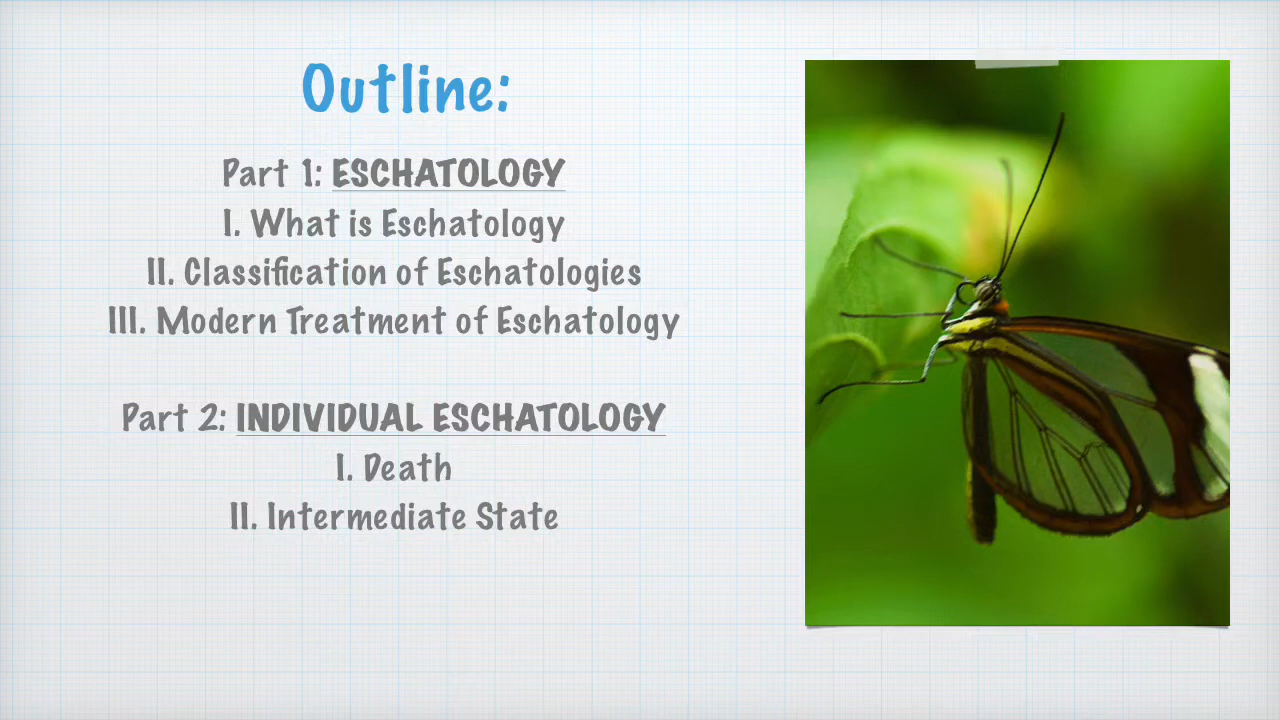 Outline:
Part 1: ESCHATOLOGY
I. What is Eschatology
II. Classification of Eschatologies
III. Modern Treatment of Eschatology
Part 2: INDIVIDUAL ESCHATOLOGY
I. Death
II. Intermediate State